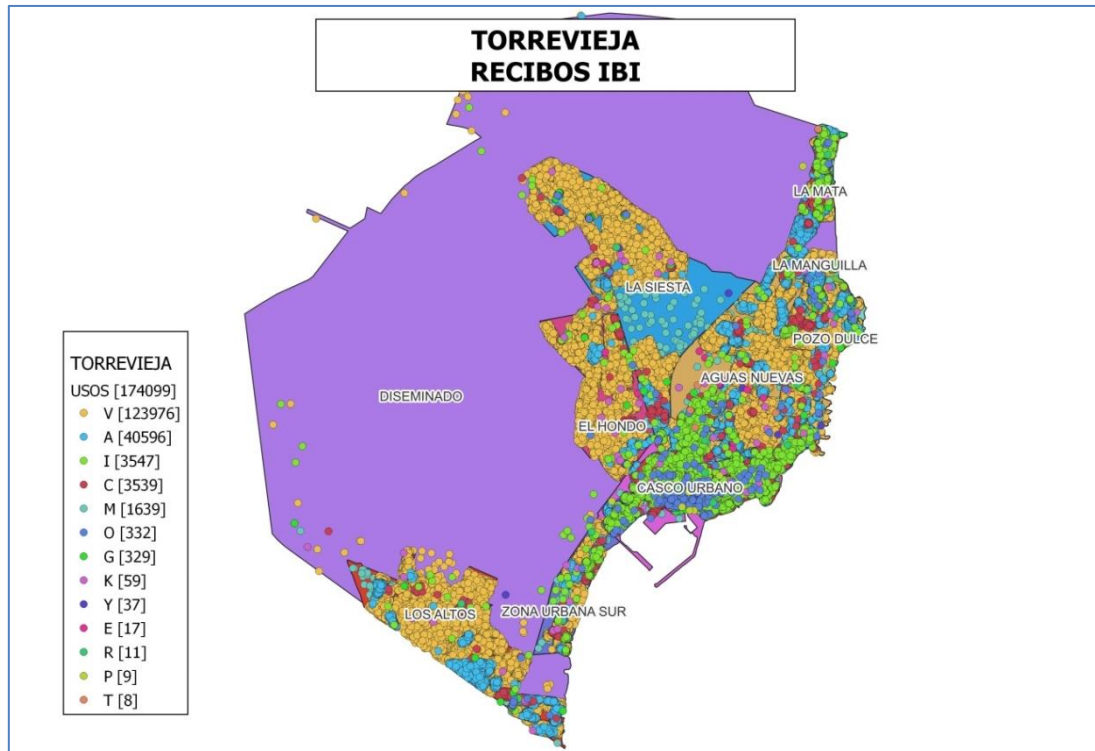 TORREVIEJA
RECIBOS IBI
LA MATA
LA MANGUILLA
LA SIESTA
POZO DULCE
AGUAS NUEVAS
DISEMINADO
EL HONDO
CASCO URBANO
LOS ALTOS
ZONA URBANA SUR
TORREVIEJA
USOS [174099]
V [123976]
A [40596]
I [3547]
C [3539]
M [1639]
O [332]
G [329]
K [59]
Y [37]
E [17]
R [11]
P [9]
T [8]